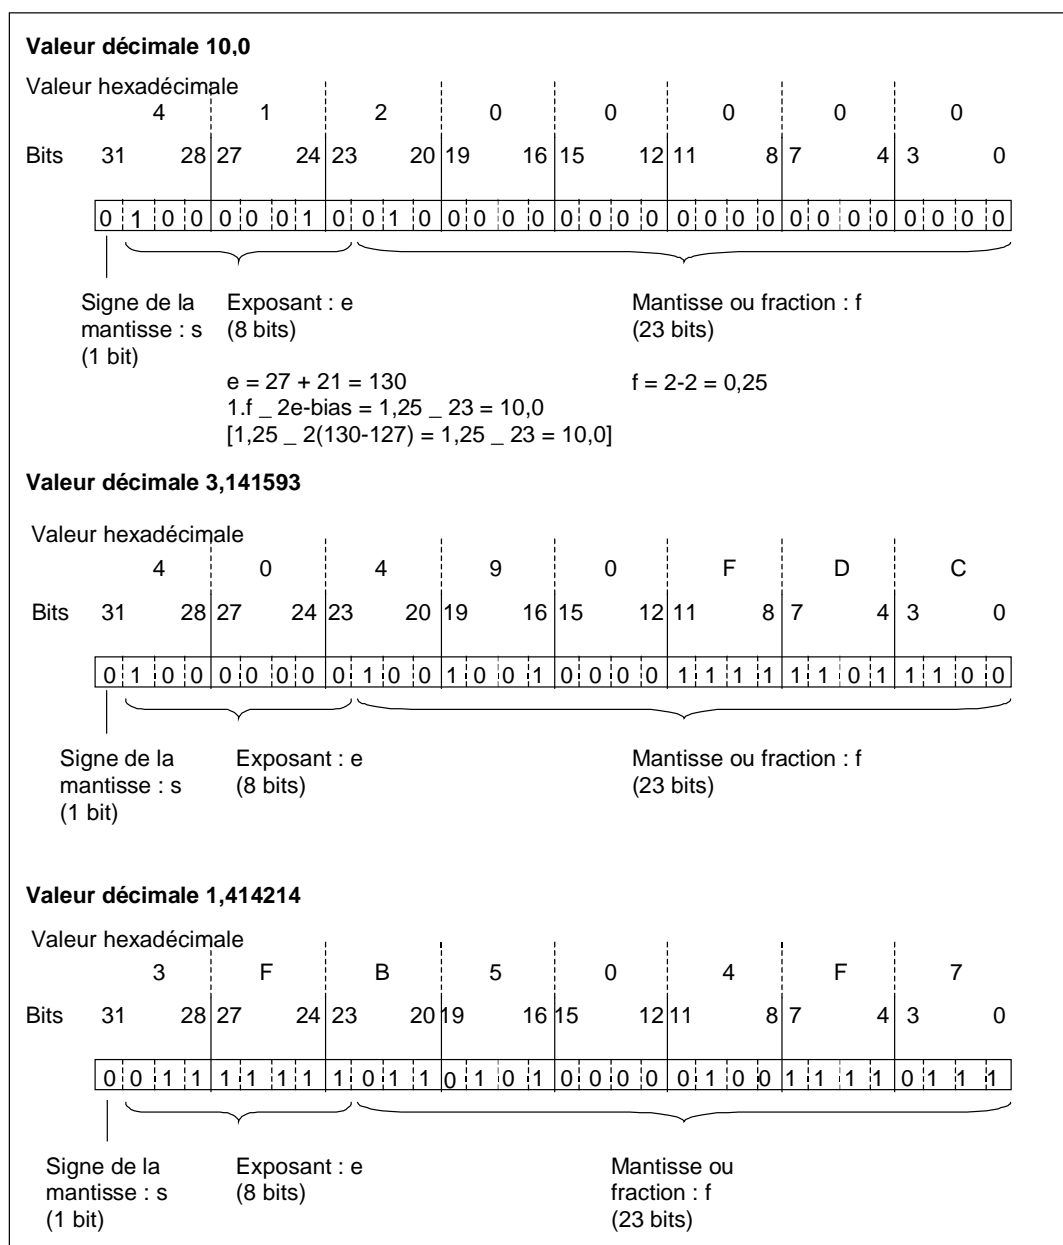 Valeur décimale 10,0
Valeur hexadécimale
4 1 2 0 0 0 0 0
Bits 31 28 27 24 23 20 19 16 15 12 11 8 7 4 3 0
0 1 0 0 0 0 0 1 0 0 1 0 0 0 0 0 0 0 0 0 0 0 0 0 0 0 0 0 0 0 0 0
Signe de la mantisse : s (1 bit)
Exposant : e (8 bits)
Mantisse ou fraction : f (23 bits)
e = 27 + 21 = 130
f = 2-2 = 0,25
1.f _ 2e-bias = 1,25 _ 23 = 10,0
[1,25 _ 2(130-127) = 1,25 _ 23 = 10,0]
Valeur décimale 3,141593
Valeur hexadécimale
4 0 4 9 0 F D C
Bits 31 28 27 24 23 20 19 16 15 12 11 8 7 4 3 0
0 1 0 0 0 0 0 0 0 1 0 0 1 0 0 1 0 0 0 0 1 1 1 1 1 1 0 1 1 1 0 0
Signe de la mantisse : s (1 bit)
Exposant : e (8 bits)
Mantisse ou fraction : f (23 bits)
Valeur décimale 1,414214
Valeur hexadécimale
3 F B 5 0 4 F 7
Bits 31 28 27 24 23 20 19 16 15 12 11 8 7 4 3 0
0 0 1 1 1 1 1 1 1 0 1 1 0 1 0 1 0 0 0 0 0 1 0 0 1 1 1 1 0 1 1 1
Signe de la mantisse : s (1 bit)
Exposant : e (8 bits)
Mantisse ou fraction : f (23 bits)